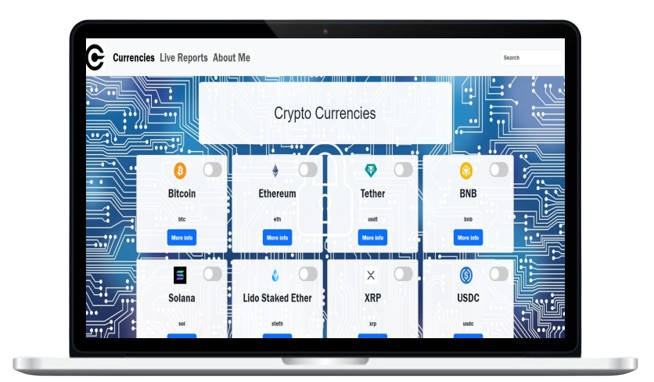 Currencies Live Reports About Me
Search
Crypto Currencies
Bitcoin Ethereum Tether BNB
btc eth usdt bnb
More info More info More info More info
Solana Lido Staked Ether XRP USDC
sol steth xrp usdc